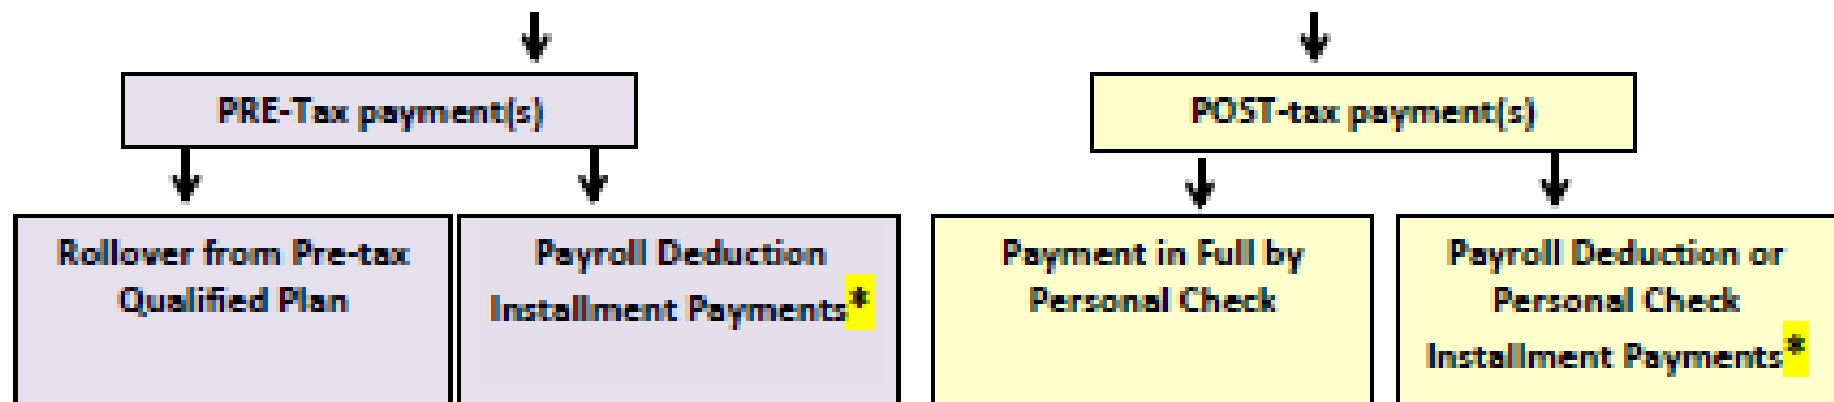 PRE-Tax payment(s)
POST-tax payment(s)
Rollover from Pre-tax
Qualified Plan
Payroll Deduction
Installment Payments*
Payment in Full by
Personal Check
Payroll Deduction or
Personal Check
Installment Payments*